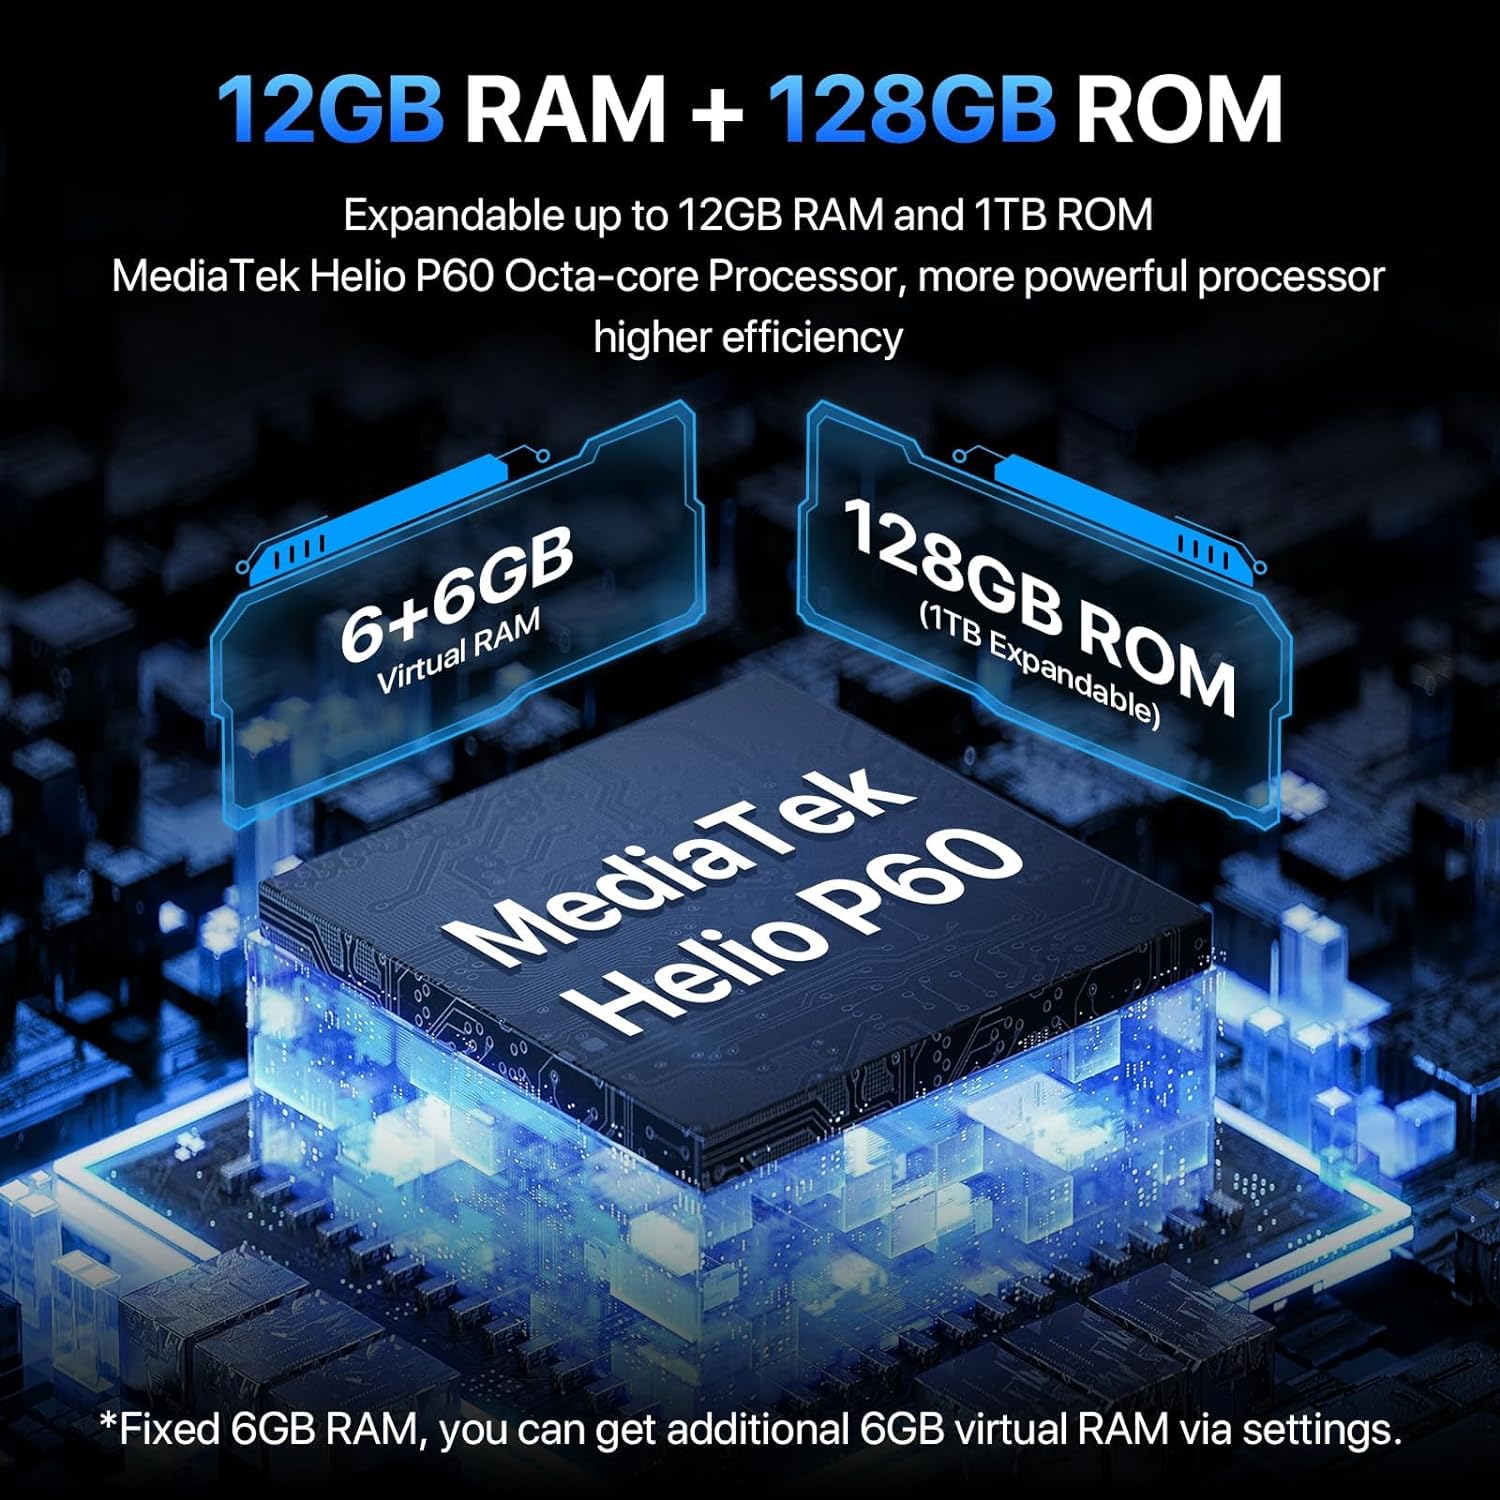 12GB RAM + 128GB ROM
Expandable up to 12GB RAM and 1TB ROM
MediaTek Helio P60 Octa-core Processor, more powerful processor
higher efficiency
6+6GB
Virtual RAM
128GB ROM
(1TB Expandable)
MediaTek
Helio P60
*Fixed 6GB RAM, you can get additional 6GB virtual RAM via settings.